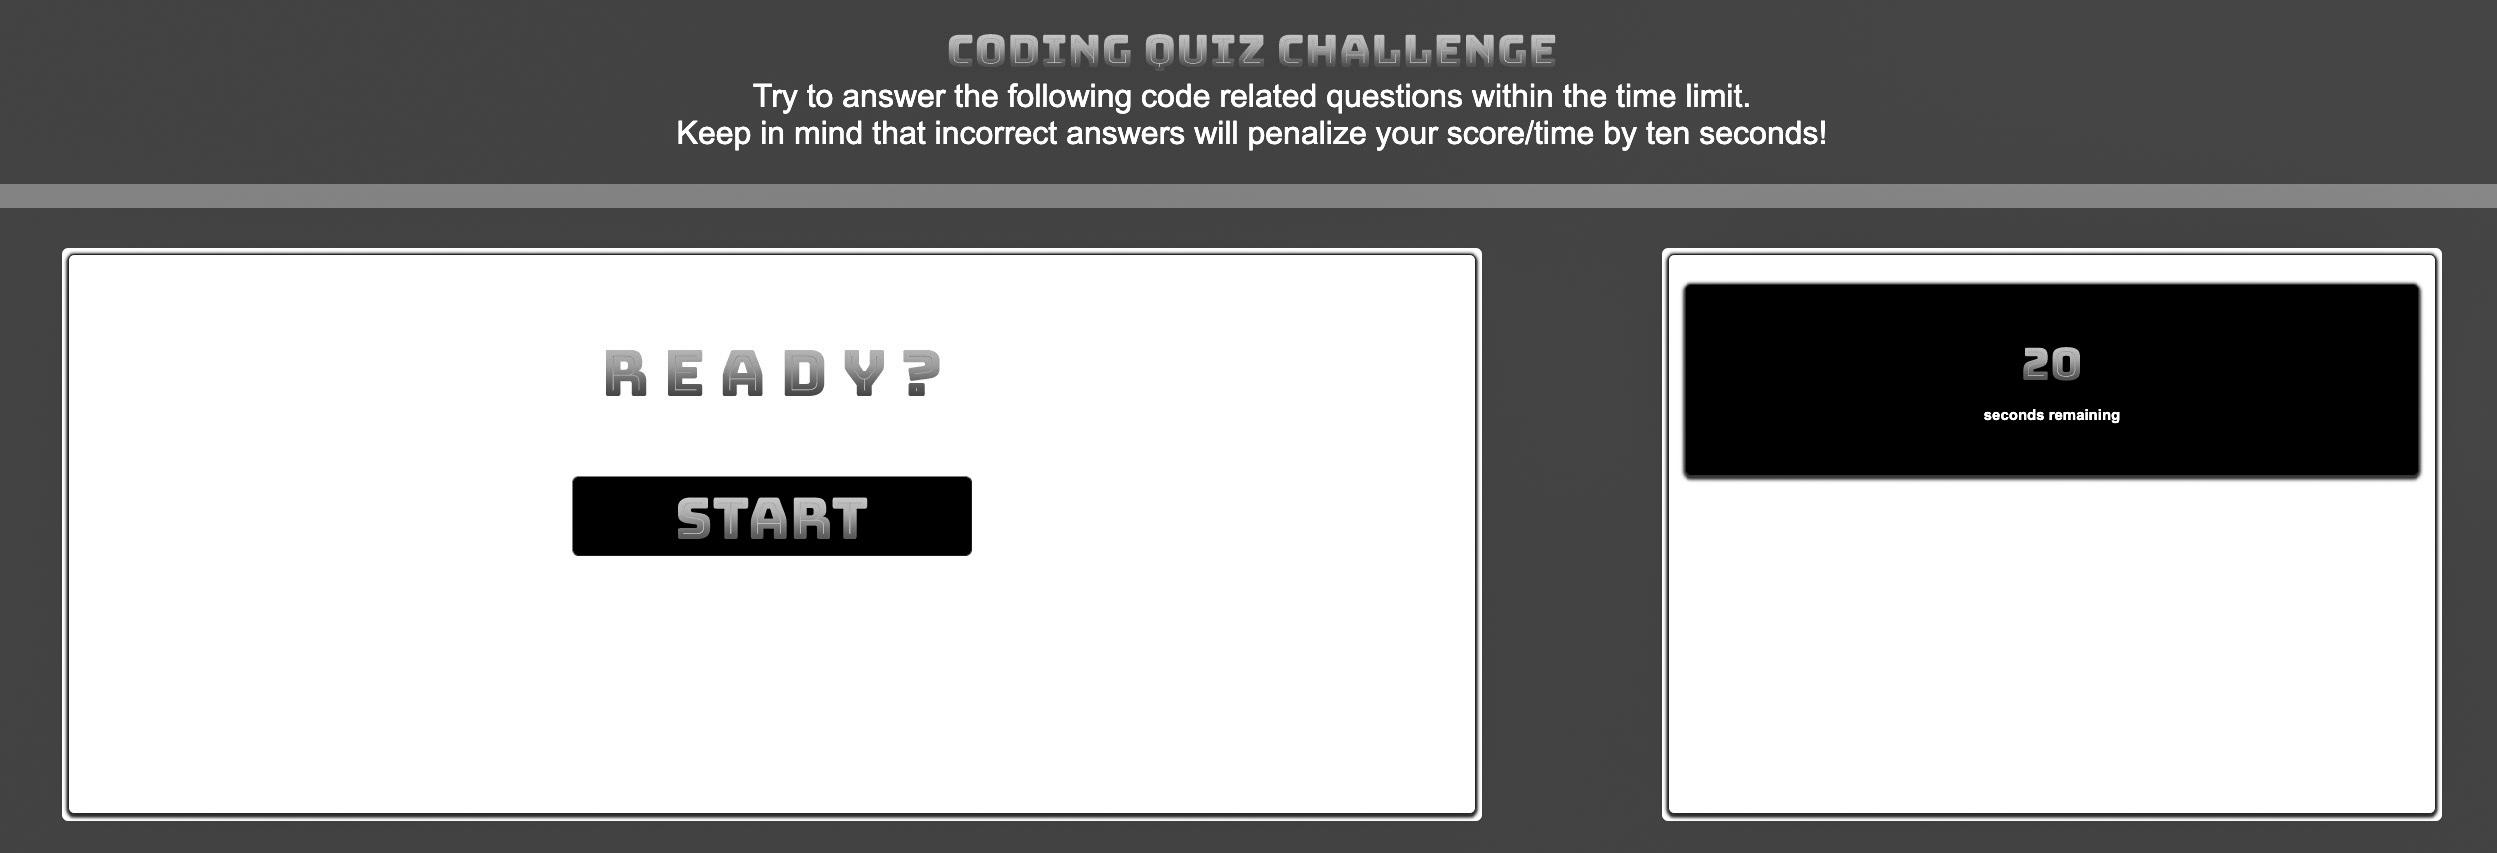 CODING QUIZ CHALLENGE
Try to answer the following code related questions within the time limit.
Keep in mind that incorrect answers will penalize your score/time by ten seconds!
READY?
START
20
seconds remaining